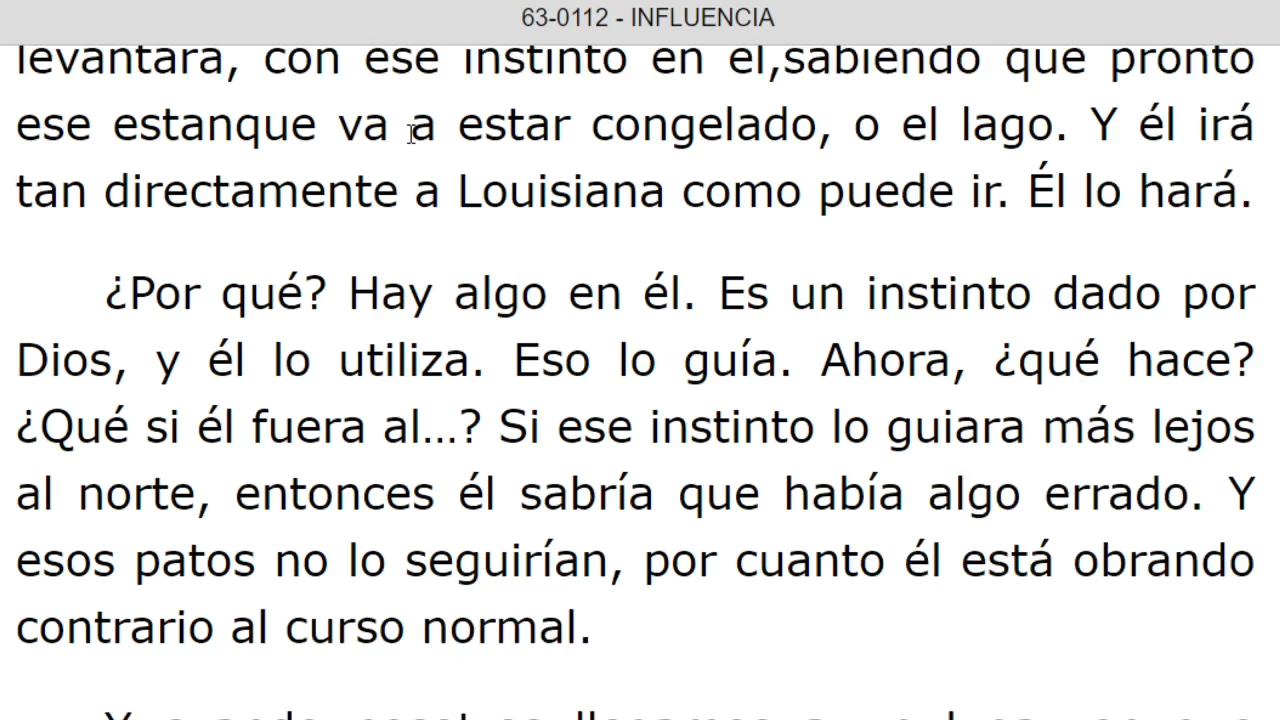 63-0112 - INFLUENCIA
levantará, con ese instinto en él,sabiendo que pronto
ese estanque va a estar congelado, o el lago. Y él irá
tan directamente a Louisiana como puede ir. Él lo hará.
¿Por qué? Hay algo en él. Es un instinto dado por
Dios, y él lo utiliza. Eso lo guía. Ahora, ¿qué hace?
¿Qué si él fuera al...? Si ese instinto lo guiara más lejos
al norte, entonces él sabría que había algo errado. Y
esos patos no lo seguirían, por cuanto él está obrando
contrario al curso normal.